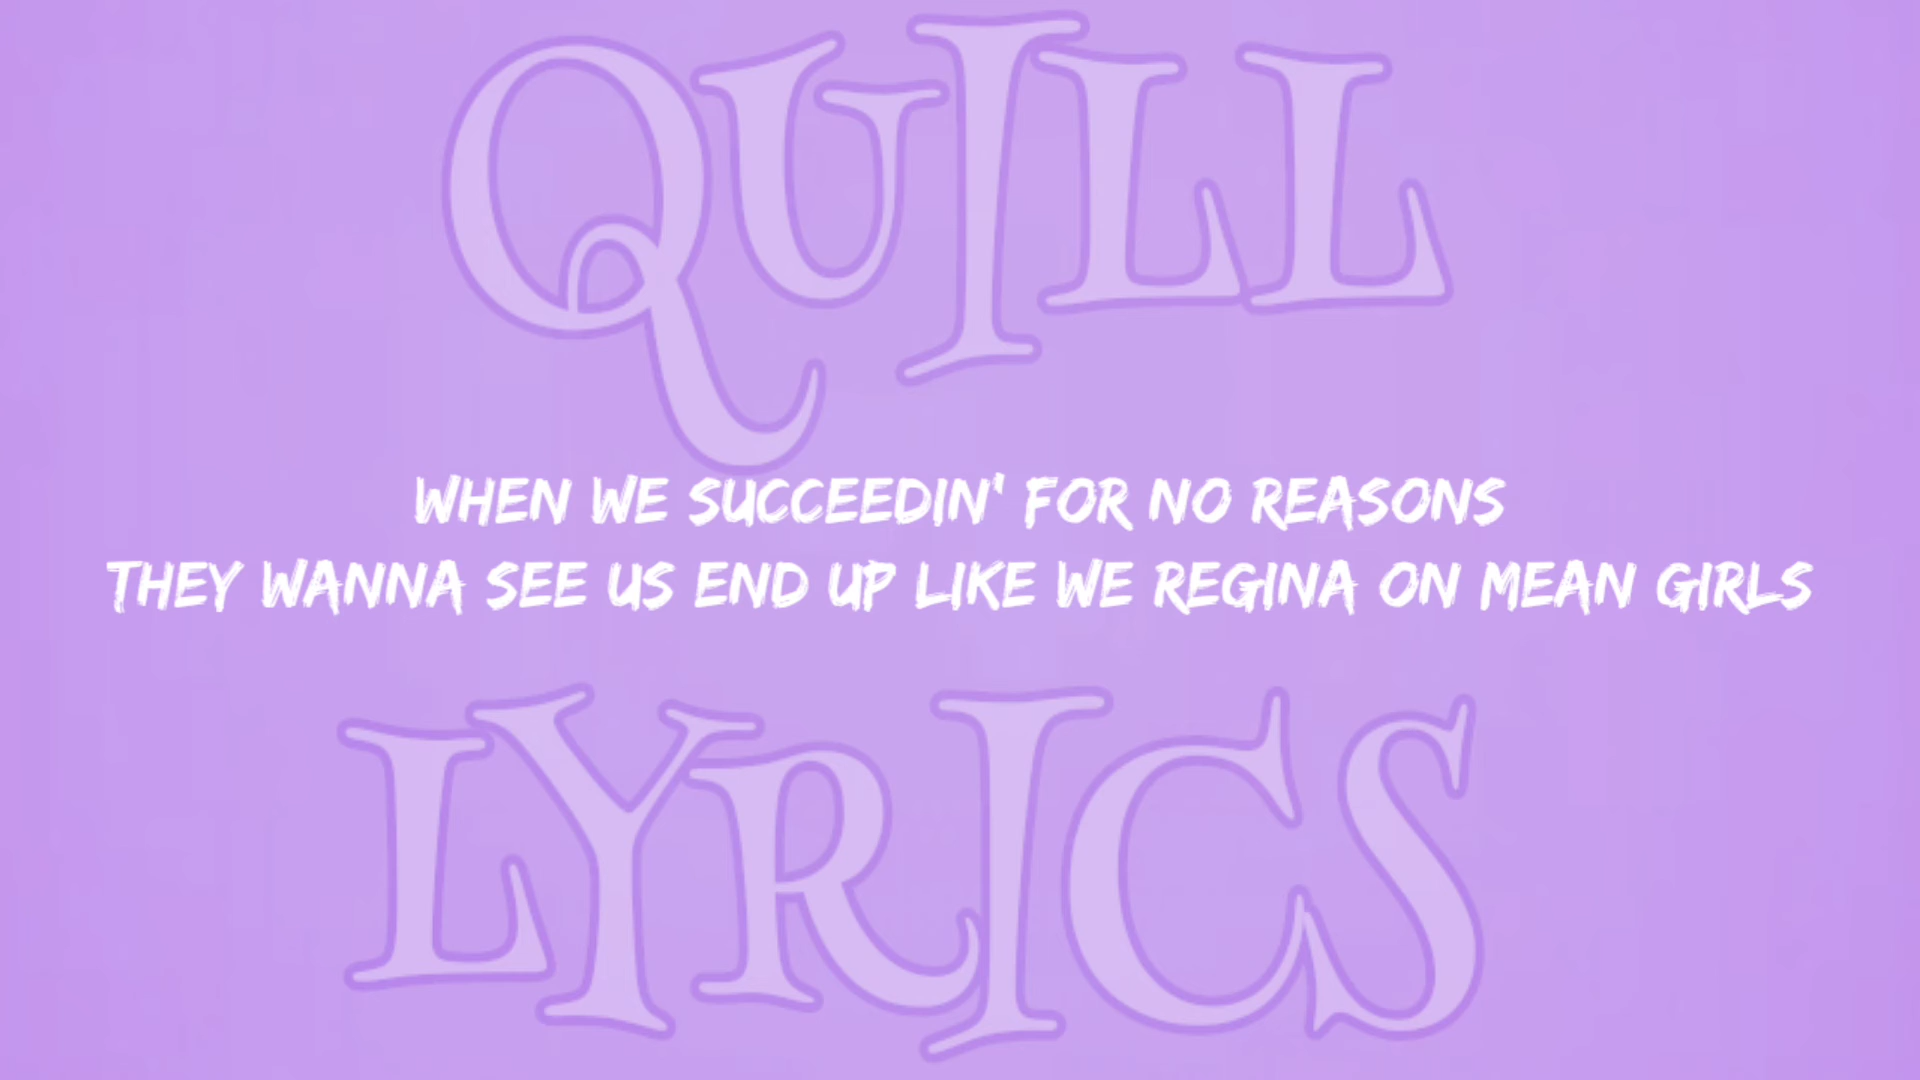 QUILL
WHEN WE SUCCEEDIN' FOR NO REASONS
THEY WANNA SEE US END UP LIKE WE REGINA ON MEAN GIRLS
LYRICS